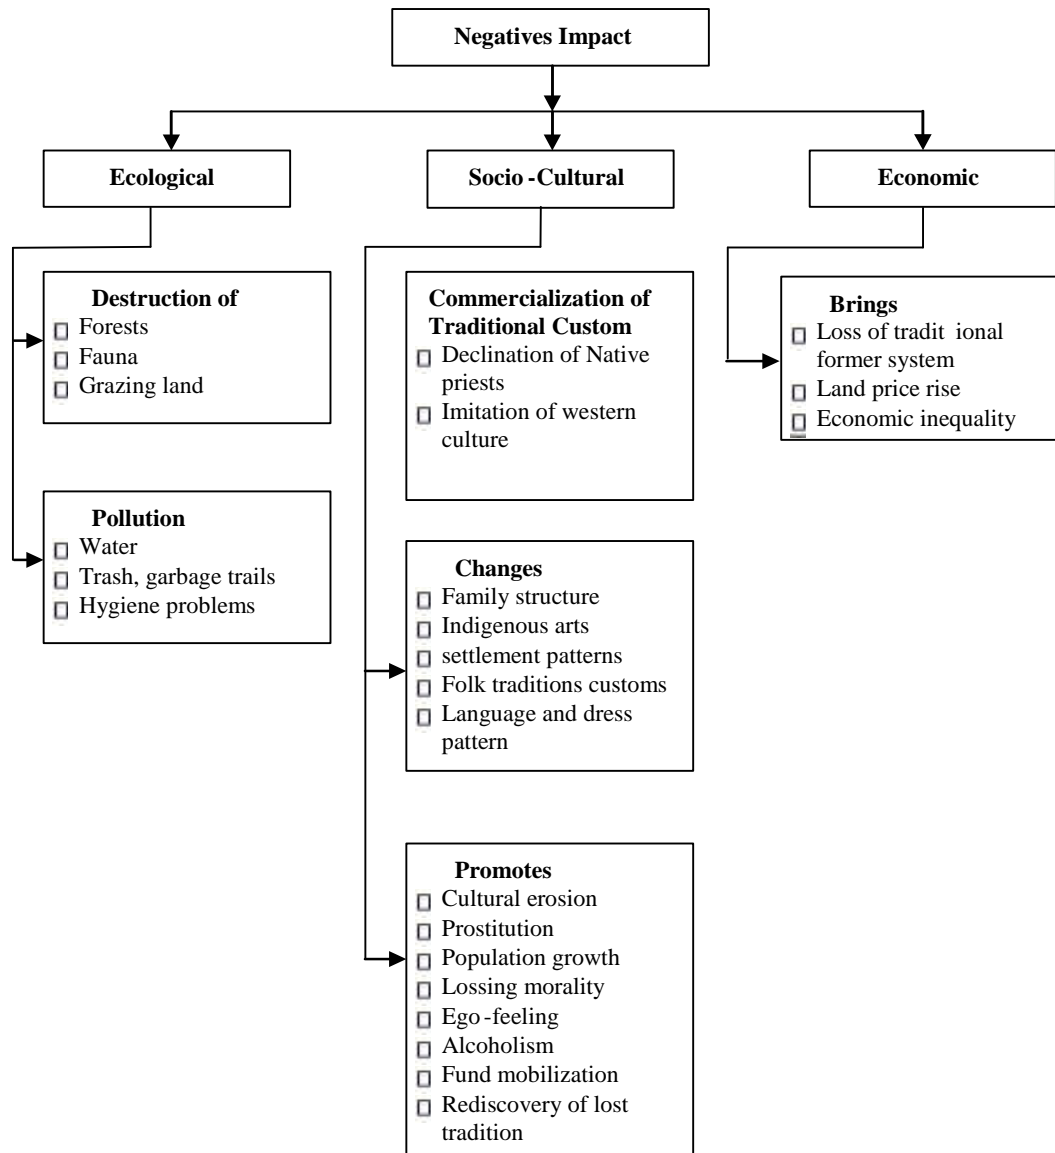 Negatives Impact
Ecological
Socio -Cultural
Economic
Destruction of
Forests
Fauna
Grazing land
Pollution
Water
Trash, garbage trails
Hygiene problems
Commercialization of
Traditional Custom
Declination of Native
priests
Imitation of western
culture
Changes
Family structure
Indigenous arts
settlement patterns
Folk traditions customs
Language and dress
pattern
Promotes
Cultural erosion
Prostitution
Population growth
Lossing morality
Ego -feeling
Alcoholism
Fund mobilization
Rediscovery of lost
tradition
Brings
Loss of tradit ional
former system
Land price rise
Economic inequality